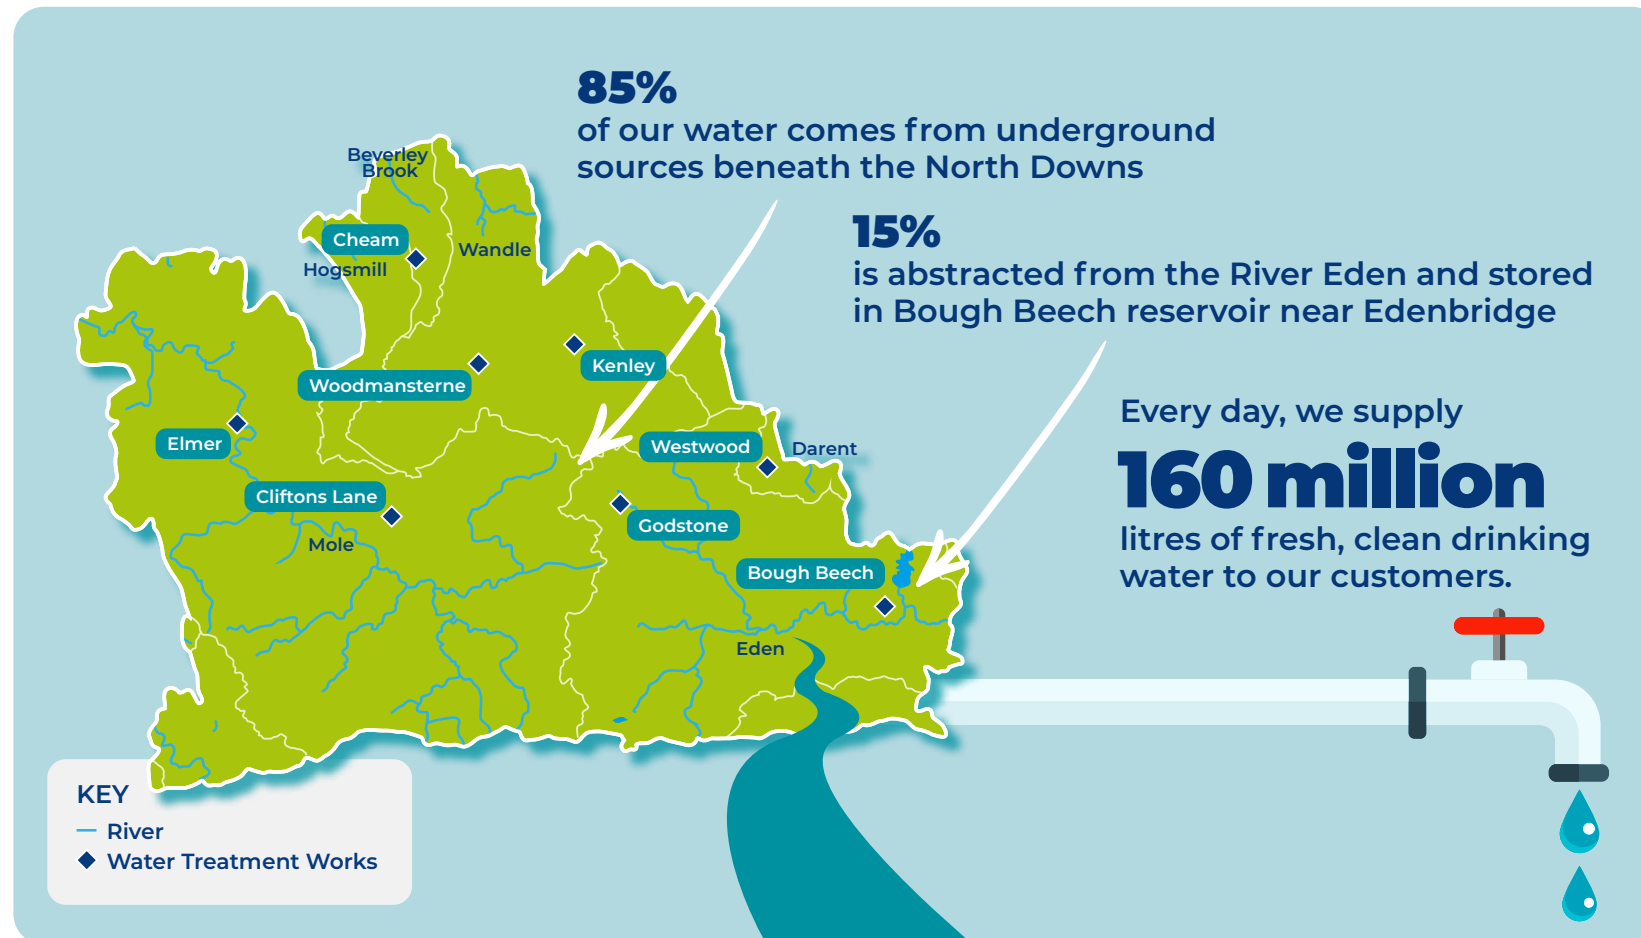 85%
of our water comes from underground
sources beneath the North Downs
15%
is abstracted from the River Eden and stored
in Bough Beech reservoir near Edenbridge
Every day, we supply
160 million
litres of fresh, clean drinking
water to our customers.
Beverley
Brook
Cheam
Wandle
Hogsmill
Kenley
Woodmansterne
Elmer
Westwood
Darent
Cliftons Lane
Godstone
Mole
Bough Beech
Eden
KEY
River
Water Treatment Works